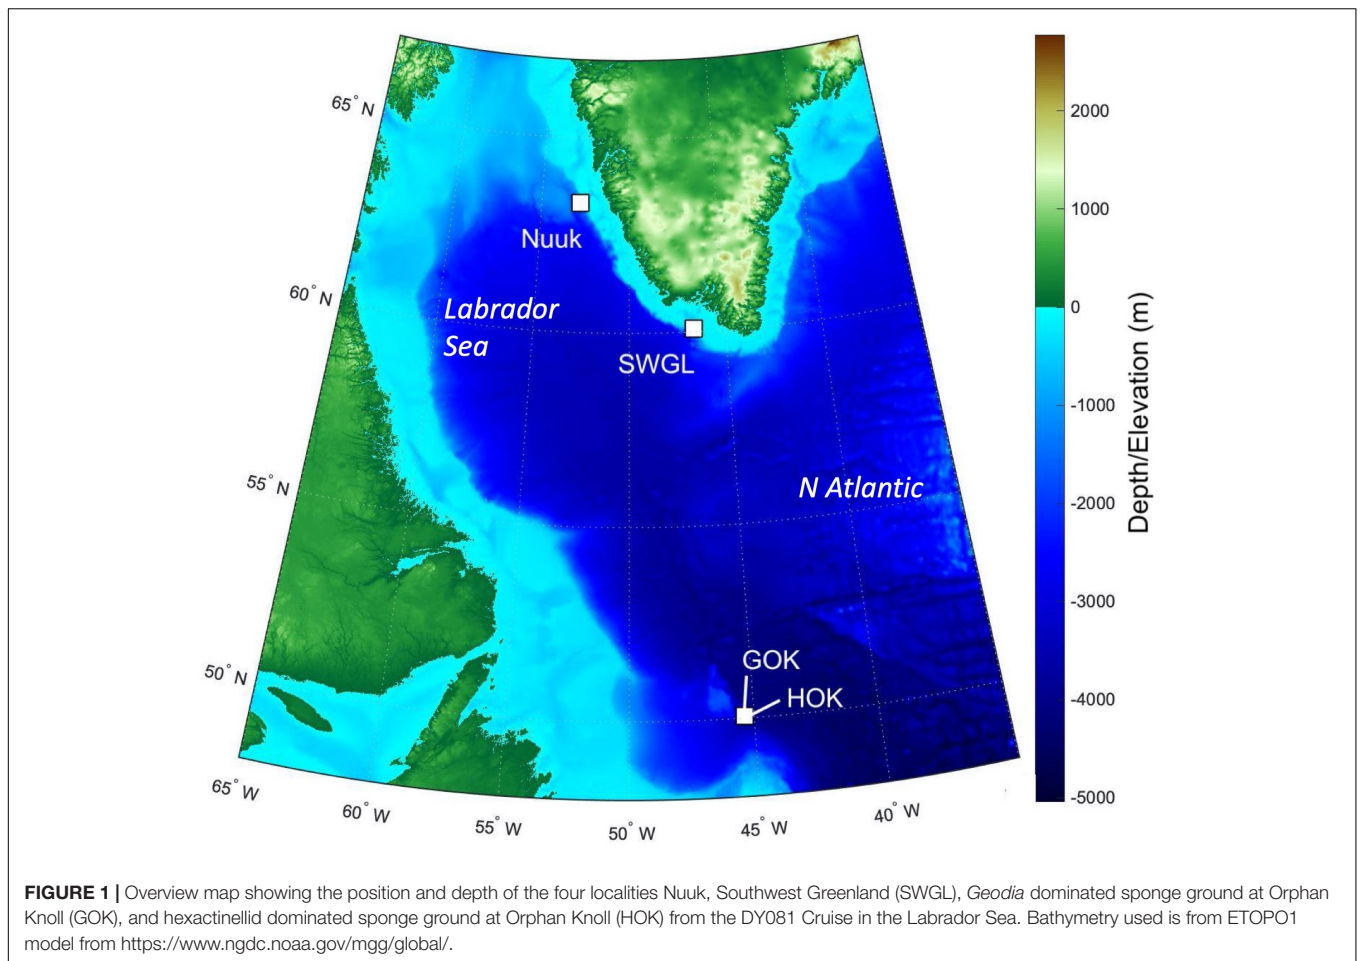 65° N
60° N
55° N
50° N
65° W
60° W
55° W
50° W
45° W
40° W
Nuuk
Labrador
Sea
SWGL
N Atlantic
GOK
HOK
2000
1000
0
-1000
-2000
-3000
-4000
-5000
Depth/Elevation (m)
FIGURE 1 | Overview map showing the position and depth of the four localities Nuuk, Southwest Greenland (SWGL), Geodia dominated sponge ground at Orphan
Knoll (GOK), and hexactinellid dominated sponge ground at Orphan Knoll (HOK) from the DY081 Cruise in the Labrador Sea. Bathymetry used is from ETOPO1
model from https://www.ngdc.noaa.gov/mgg/global/.